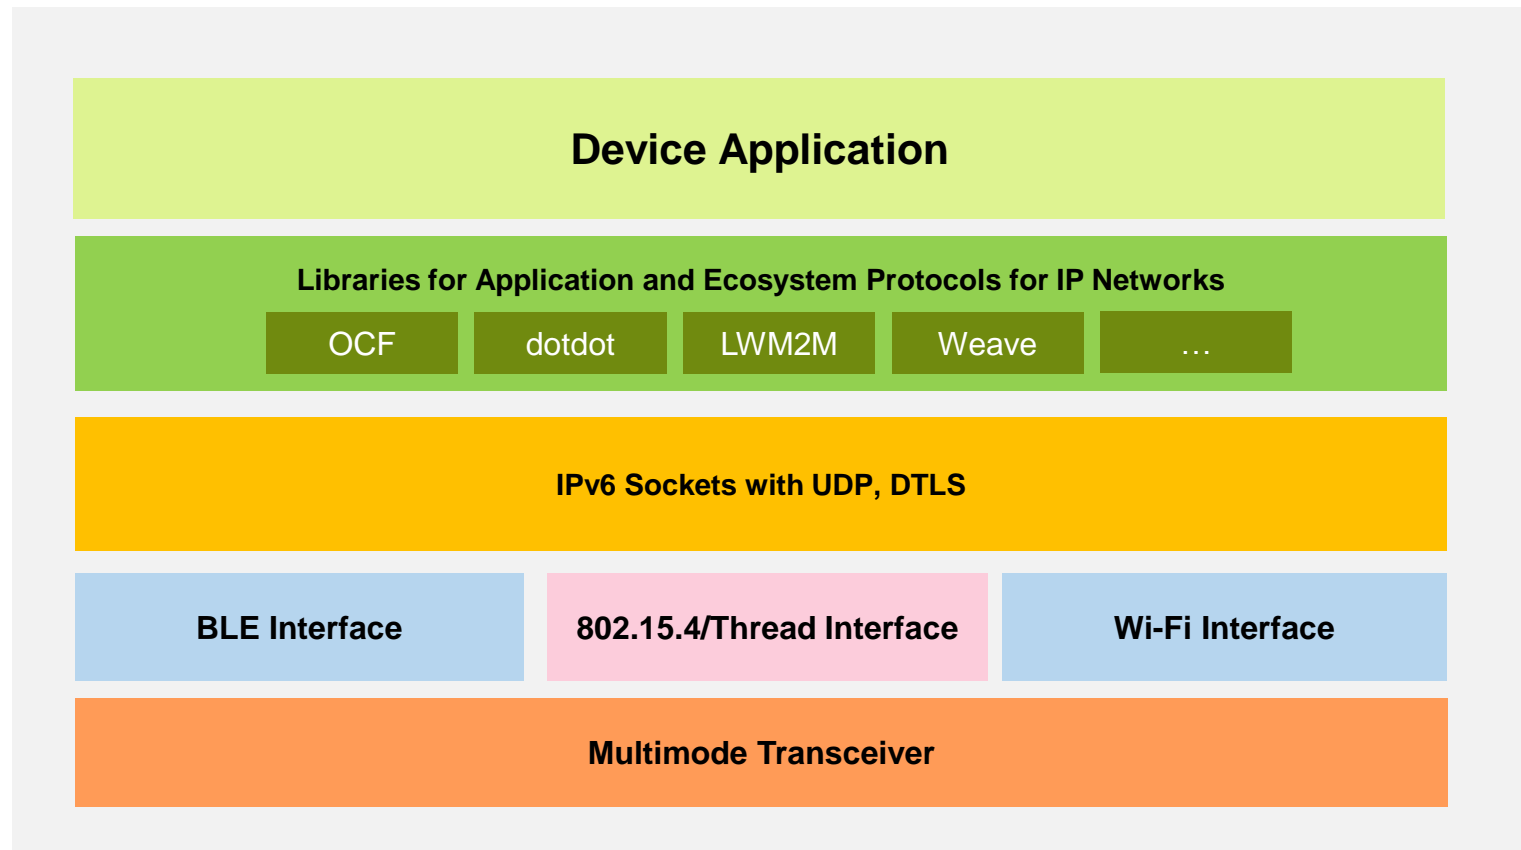 Device Application
Libraries for Application and Ecosystem Protocols for IP Networks
OCF
dotdot
LWM2M
Weave
…
IPv6 Sockets with UDP, DTLS
BLE Interface
802.15.4/Thread Interface
Wi-Fi Interface
Multimode Transceiver